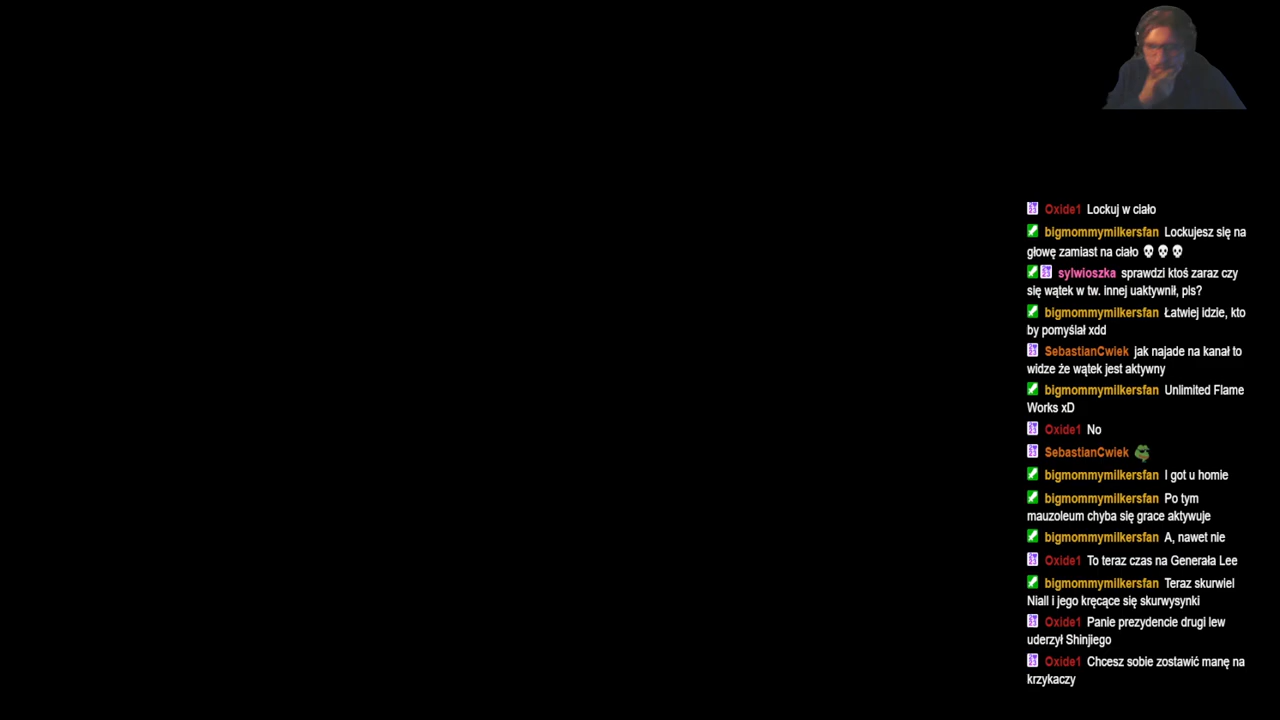 Oxide1 Lockuj w ciało
bigmommymilkersfan Lockujesz się na
głowę zamiast na ciało 💀💀💀
sylwioszka sprawdzi ktoś zaraz czy
się wątek w tw. innej uaktywnił, pls?
bigmommymilkersfan Łatwiej idzie, kto
by pomyślał xdd
SebastianCwiek jak najade na kanał to
widze że wątek jest aktywny
bigmommymilkersfan Unlimited Flame
Works xD
Oxide1 No
SebastianCwiek
bigmommymilkersfan I got u homie
bigmommymilkersfan Po tym
mauzoleum chyba się grace aktywuje
bigmommymilkersfan A, nawet nie
Oxide1 To teraz czas na Generała Lee
bigmommymilkersfan Teraz skurwiel
Niall i jego kręcące się skurwysynki
Oxide1 Panie prezydencie drugi lew
uderzył Shinjiego
Oxide1 Chcesz sobie zostawić manę na
krzykaczy